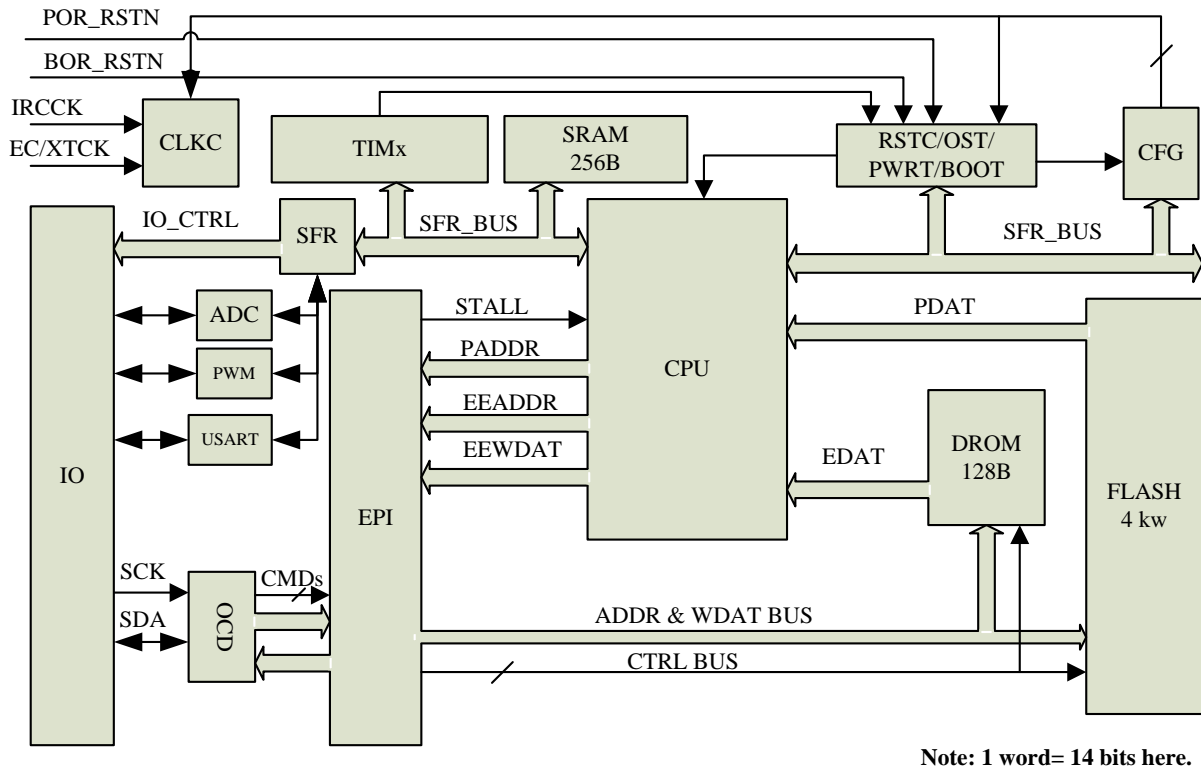 POR_RSTN
BOR_RSTN
IRCCK
EC/XTCK
CLKC
TIMx
SRAM
256B
RSTC/OST/
PWRT/BOOT
CFG
IO_CTRL
SFR
SFR_BUS
SFR_BUS
ADC
PWM
USART
IO
STALL
PADDR
EEADDR
EEWDAT
EPI
CPU
PDAT
EDAT
DROM
128B
FLASH
4 kw
SCK
SDA
OCD
CMDs
ADDR & WDAT BUS
CTRL BUS
Note: 1 word= 14 bits here.